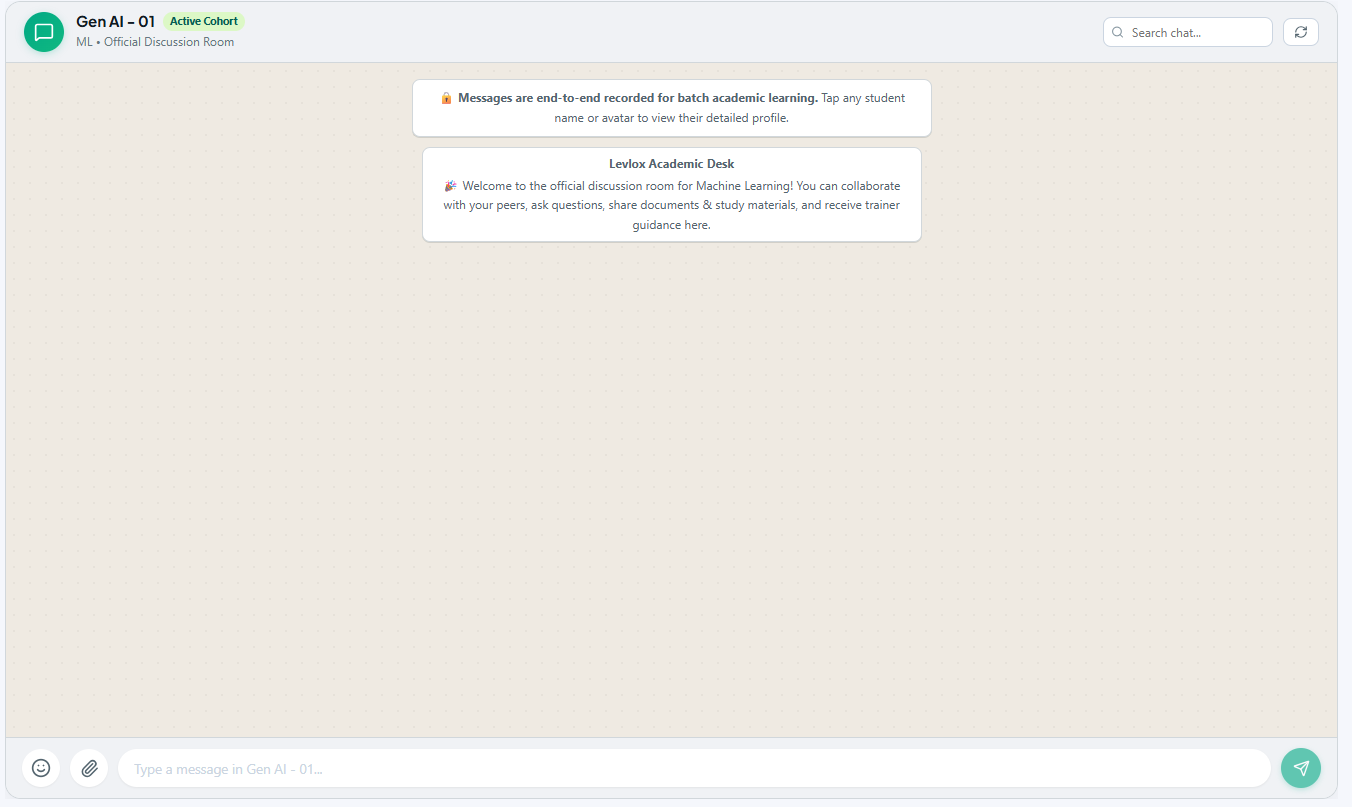 Gen AI - 01 Active Cohort
ML • Official Discussion Room
Search chat...
🔒 Messages are end-to-end recorded for batch academic learning. Tap any student
name or avatar to view their detailed profile.
Levlox Academic Desk
🎉 Welcome to the official discussion room for Machine Learning! You can collaborate
with your peers, ask questions, share documents & study materials, and receive trainer
guidance here.
Type a message in Gen AI - 01...